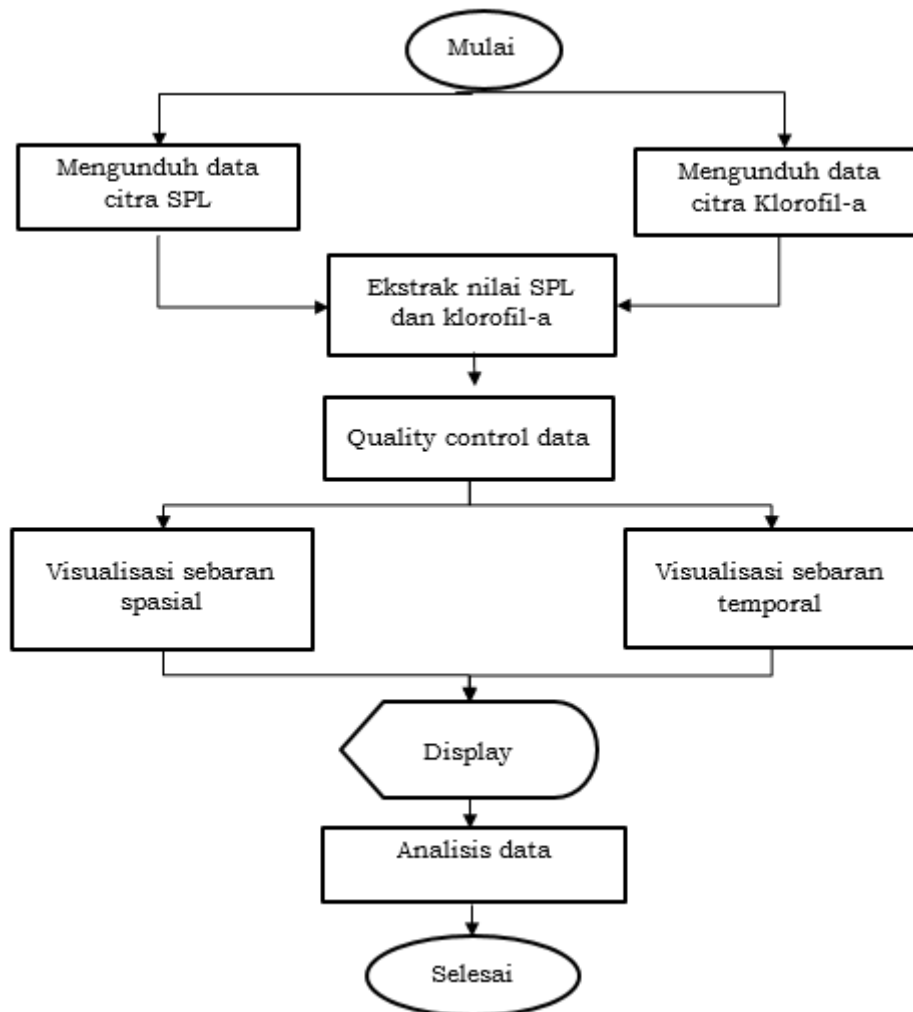 Mulai
Mengunduh data
citra SPL
Mengunduh data
citra Klorofil-a
Ekstrak nilai SPL
dan klorofil-a
Quality control data
Visualisasi sebaran
spasial
Visualisasi sebaran
temporal
Display
Analisis data
Selesai